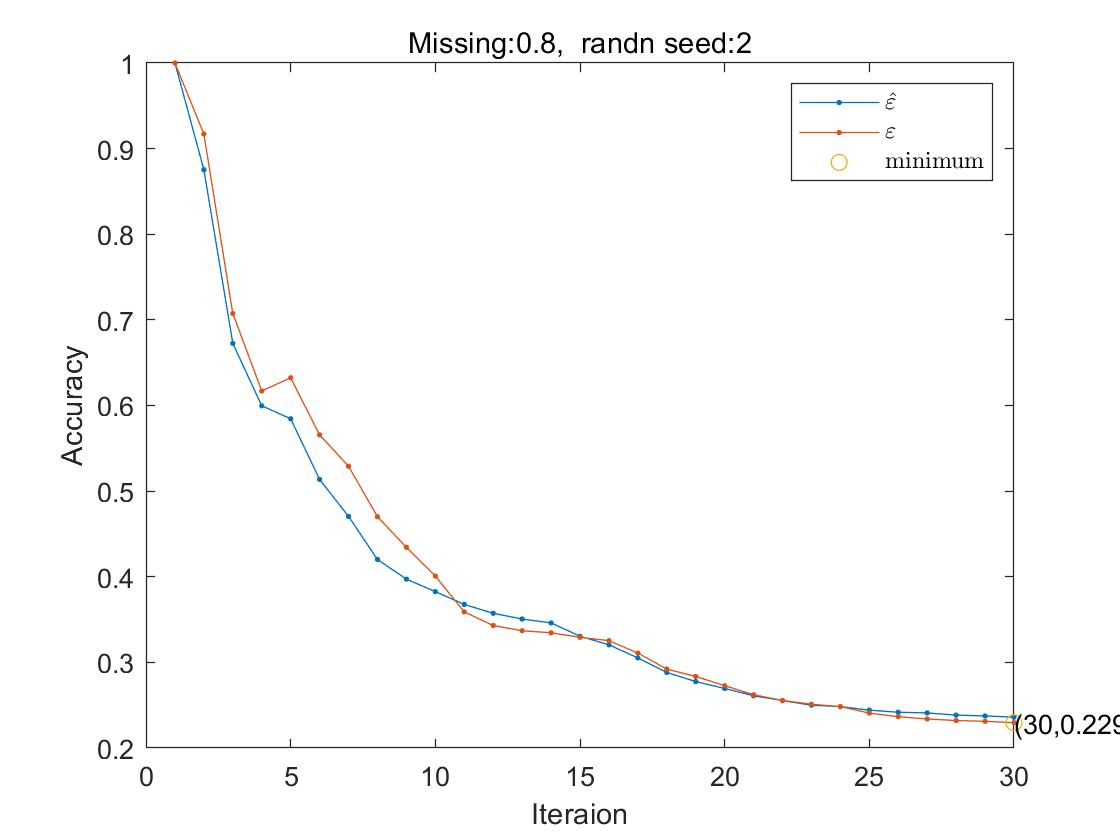 Missing:0.8,  randn seed:2
1
0.9
0.8
0.7
0.6
0.5
0.4
0.3
0.2
Accuracy
ε̂
ε
minimum
(30,0.229
0 5 10 15 20 25 30
Iteraion